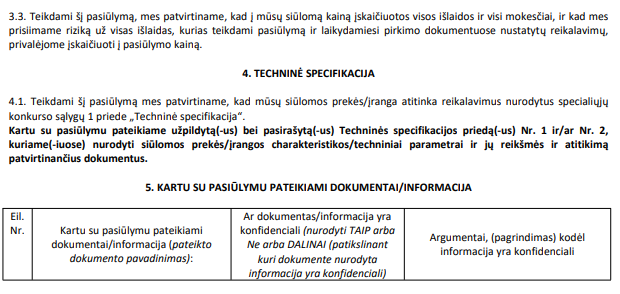 3.3. Teikdami šį pasiūlymą, mes patvirtiname, kad į mūsų siūlomą kainą įskaičiuotos visos išlaidos ir visi mokesčiai, ir kad mes
prisiimame riziką už visas išlaidas, kurias teikdami pasiūlymą ir laikydamiesi pirkimo dokumentuose nustatytų reikalavimų,
privalėjome įskaičiuoti į pasiūlymo kainą.
4. TECHNINĖ SPECIFIKACIJA
4.1. Teikdami šį pasiūlymą mes patvirtiname, kad mūsų siūlomos prekės/įranga atitinka reikalavimus nurodytus specialiųjų
konkurso sąlygų 1 priede „Techninė specifikacija“.
Kartu su pasiūlymu pateikiame užpildytą(-us) bei pasirašytą(-us) Techninės specifikacijos priedą(-us) Nr. 1 ir/ar Nr. 2,
kuriame(-iuose) nurodyti siūlomos prekės/įrangos charakteristikos/techniniai parametrai ir jų reikšmės ir atitikimą
patvirtinančius dokumentus.
5. KARTU SU PASIŪLYMU PATEIKIAMI DOKUMENTAI/INFORMACIJA
Eil.
Nr.
Kartu su pasiūlymu pateikiami
dokumentai/informacija (pateikto
dokumento pavadinimas):
Ar dokumentas/informacija yra
konfidenciali (nurodyti TAIP arba
Ne arba DALINAI (patikslinant
kuri dokumente nurodyta
informacija yra konfidenciali)
Argumentai, (pagrindimas) kodėl
informacija yra konfidenciali